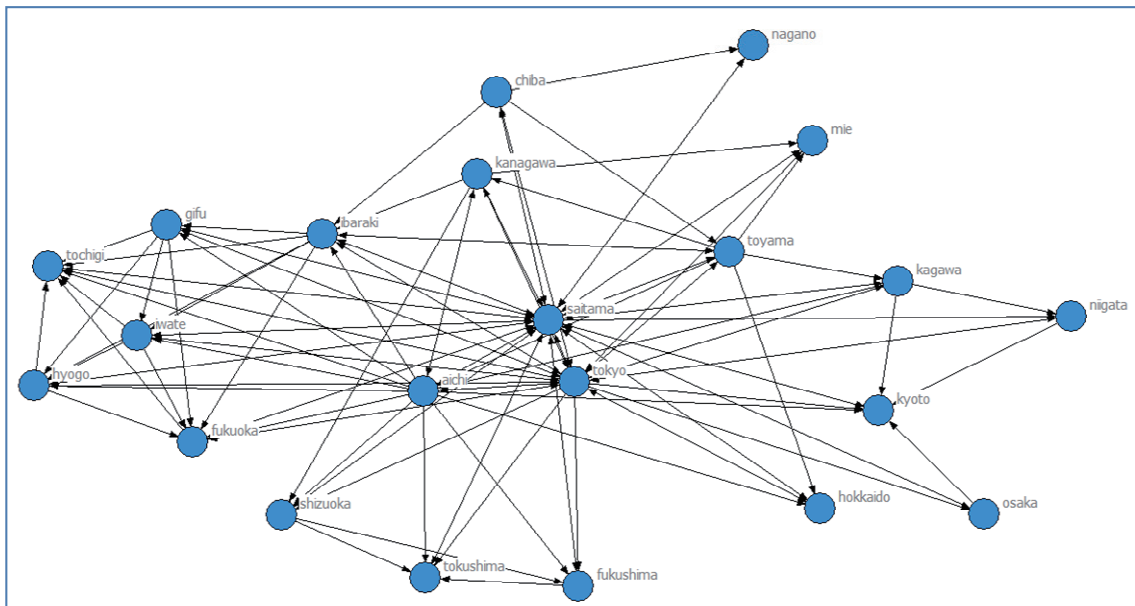 nagano
chiba
mie
kanagawa
gifu
ibaraki
toyama
tochigi
kagawa
saitama
niigata
iwate
hyogo
aichi
tokyo
kyoto
fukuoka
shizuoka
hokkaido
osaka
tokushima
fukushima